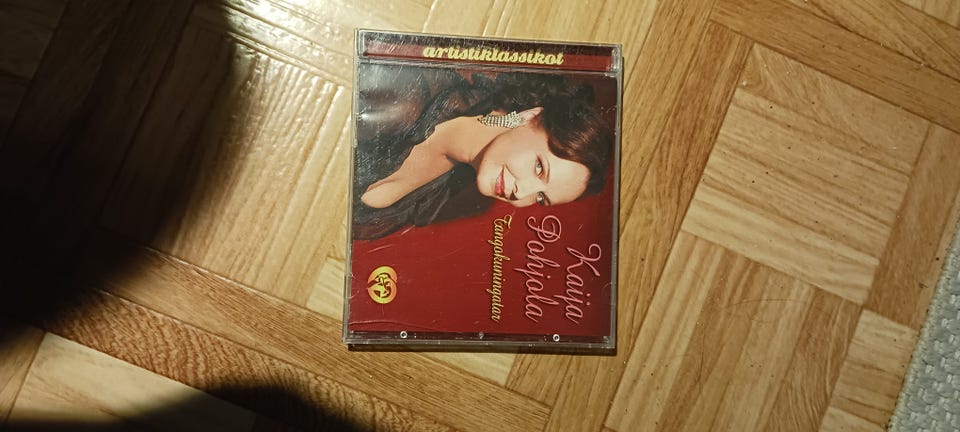 artistiklassikot
Kaija
Pohjola
Tangokuningatar